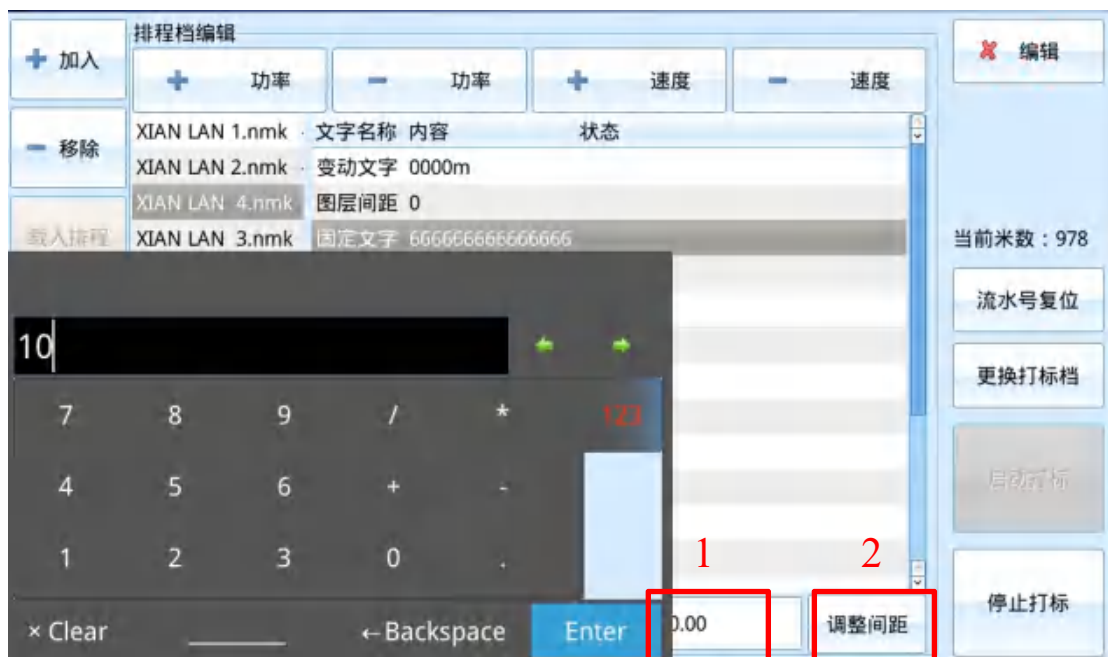 排程档编辑
加入
功率
功率
速度
速度
编辑
移除
XIAN LAN 1.nmk
文字名称 内容 状态
XIAN LAN 2.nmk
变动文字 0000m
XIAN LAN 4.nmk
图层间距 0
载入排程
XIAN LAN 3.nmk
固定文字 666666666666666
当前米数：978
流水号复位
10
更换打标档
7 8 9 / * 123
4 5 6 + -
启动打标
1 2 3 0 .
1 2
× Clear
←Backspace
Enter
0.00
调整间距
停止打标